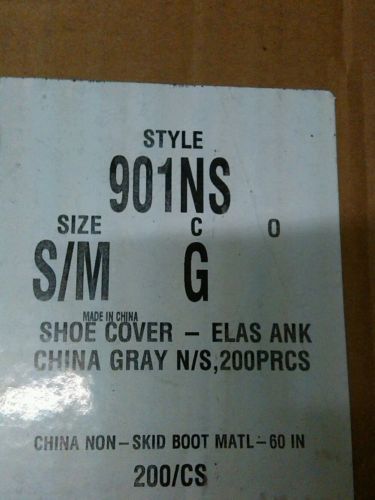 STYLE
901NS
SIZE C O
S/M G
MADE IN CHINA
SHOE COVER - ELAS ANK
CHINA GRAY N/S,200PRCS
CHINA NON-SKID BOOT MATL-60 IN
200/CS